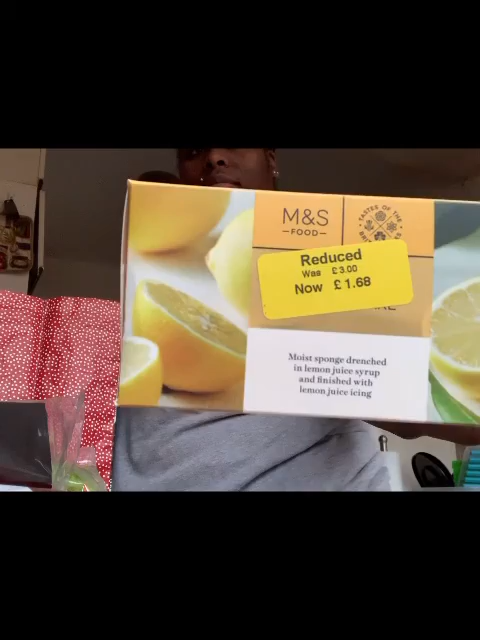 M&S
FOOD
TASTES OF THE
Reduced
Was £3.00
Now £1.68
Moist sponge drenched
in lemon juice syrup
and finished with
lemon juice icing